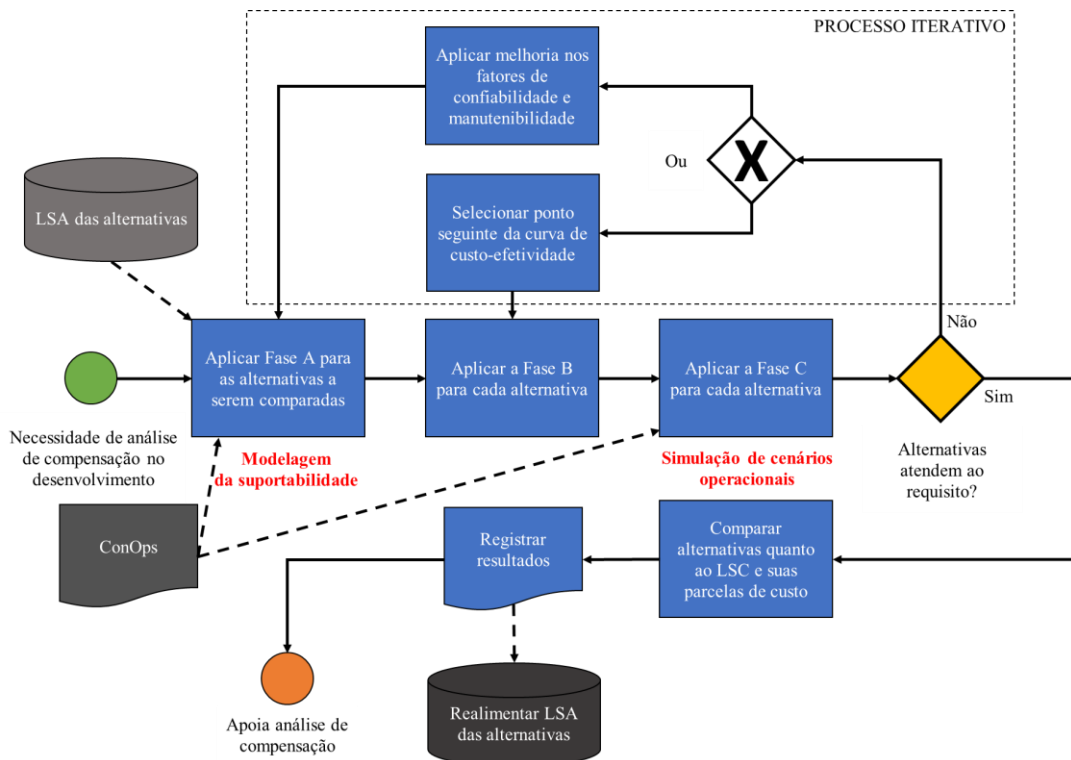 PROCESSO ITERATIVO
Aplicar melhoria nos
fatores de
confiabilidade e
manutenibilidade
Ou
X
LSA das alternativas
Selecionar ponto
seguinte da curva de
custo-efetividade
Não
Aplicar Fase A para
as alternativas a
serem comparadas
Aplicar a Fase B
para cada alternativa
Aplicar a Fase C
para cada alternativa
Sim
Necessidade de análise
de compensação no
desenvolvimento
Modelagem
da suportabilidade
Simulação de cenários
operacionais
Alternativas
atendem ao
requisito?
ConOps
Registrar
resultados
Comparar
alternativas quanto
ao LSC e suas
parcelas de custo
Apoia análise de
compensação
Realimentar LSA
das alternativas